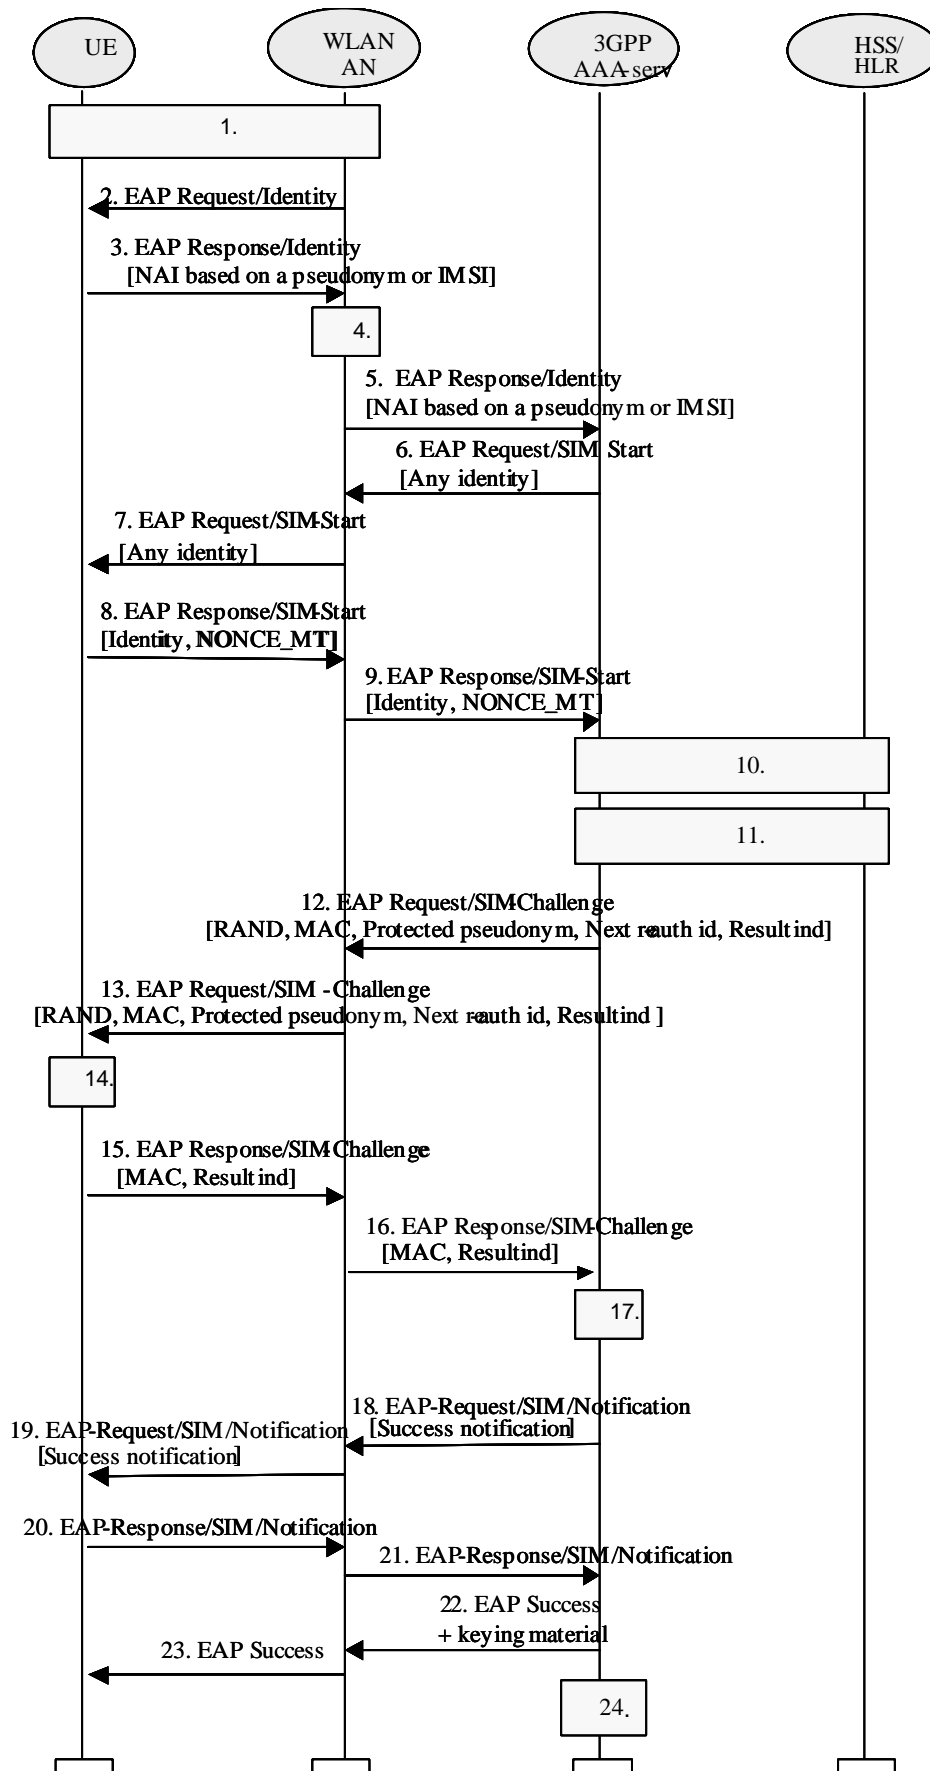 UE
WLAN
AN
3GPP
AAA-serv
HSS/
HLR
1.
2. EAP Request/Identity
3. EAP Response/Identity
[NAI based on a pseudonym or IMSI]
4.
5. EAP Response/Identity
[NAI based on a pseudonym or IMSI]
6. EAP Request/SIM Start
[Any identity]
7. EAP Request/SIM-Start
[Any identity]
8. EAP Response/SIM-Start
[Identity, NONCE_MT]
9. EAP Response/SIM-Start
[Identity, NONCE_MT]
10.
11.
12. EAP Request/SIM-Challenge
[RAND, MAC, Protected pseudonym, Next re-auth id, Result ind]
13. EAP Request/SIM -Challenge
[RAND, MAC, Protected pseudonym, Next re-auth id, Result ind ]
14.
15. EAP Response/SIM-Challenge
[MAC, Result ind]
16. EAP Response/SIM-Challenge
[MAC, Result ind]
17.
18. EAP-Request/SIM/Notification
[Success notification]
19. EAP-Request/SIM/Notification
[Success notification]
20. EAP-Response/SIM/Notification
21. EAP-Response/SIM/Notification
22. EAP Success
+ keying material
23. EAP Success
24.